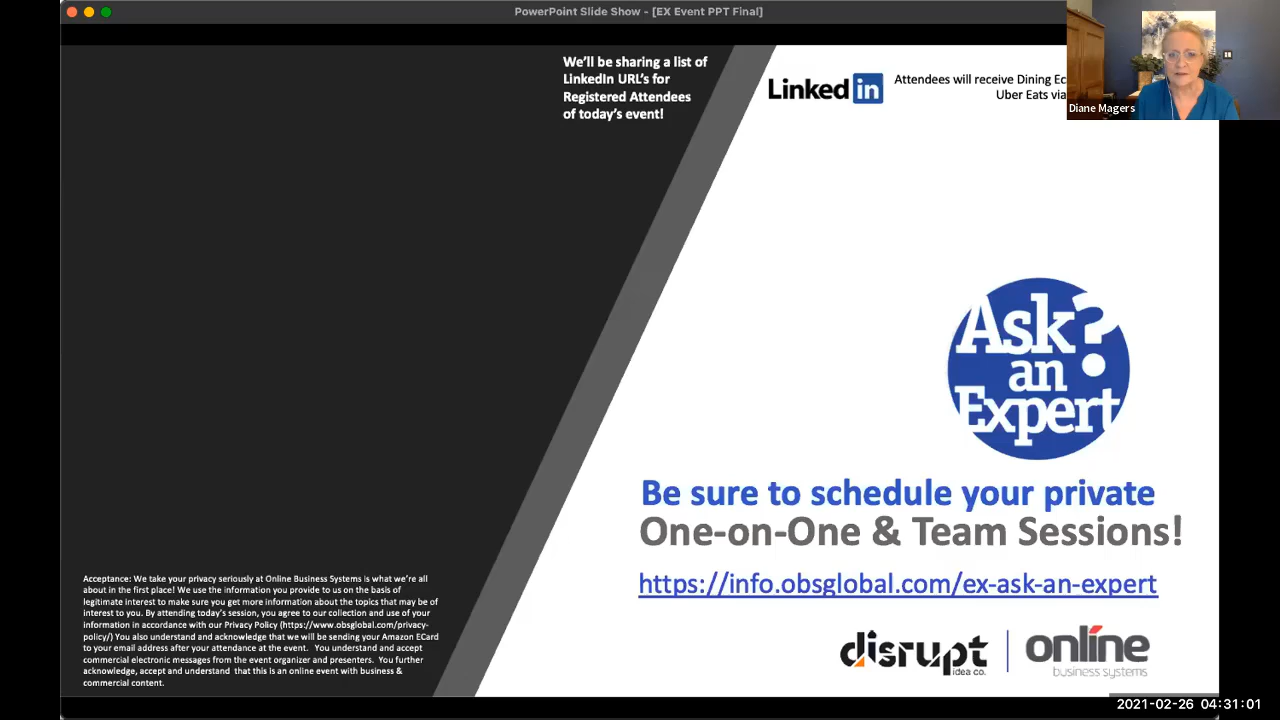 PowerPoint Slide Show - [EX Event PPT Final]
We'll be sharing a list of
LinkedIn URL's for
Registered Attendees
of today's event!
Linked in
Attendees will receive Dining
Uber Eats via
Diane Magers
Ask?
an
Expert
Be sure to schedule your private
One-on-One & Team Sessions!
https://info.obsglobal.com/ex-ask-an-expert
Acceptance: We take your privacy seriously at Online Business Systems is what we're all
about in the first place! We use the information you provide to us on the basis of
legitimate interest to make sure you get more information about the topics that may be of
interest to you. By attending today's session, you agree to our collection and use of your
information in accordance with our Privacy Policy (https://www.obsglobal.com/privacy-
policy/) You also understand and acknowledge that we will be sending your Amazon ECard
to your email address after your attendance at the event. You understand and accept
commercial electronic messages from the event organizer and presenters. You further
acknowledge, accept and understand that this is an online event with business &
commercial content.
disrupt
idea co.
online
business systems
2021-02-26 04:31:01